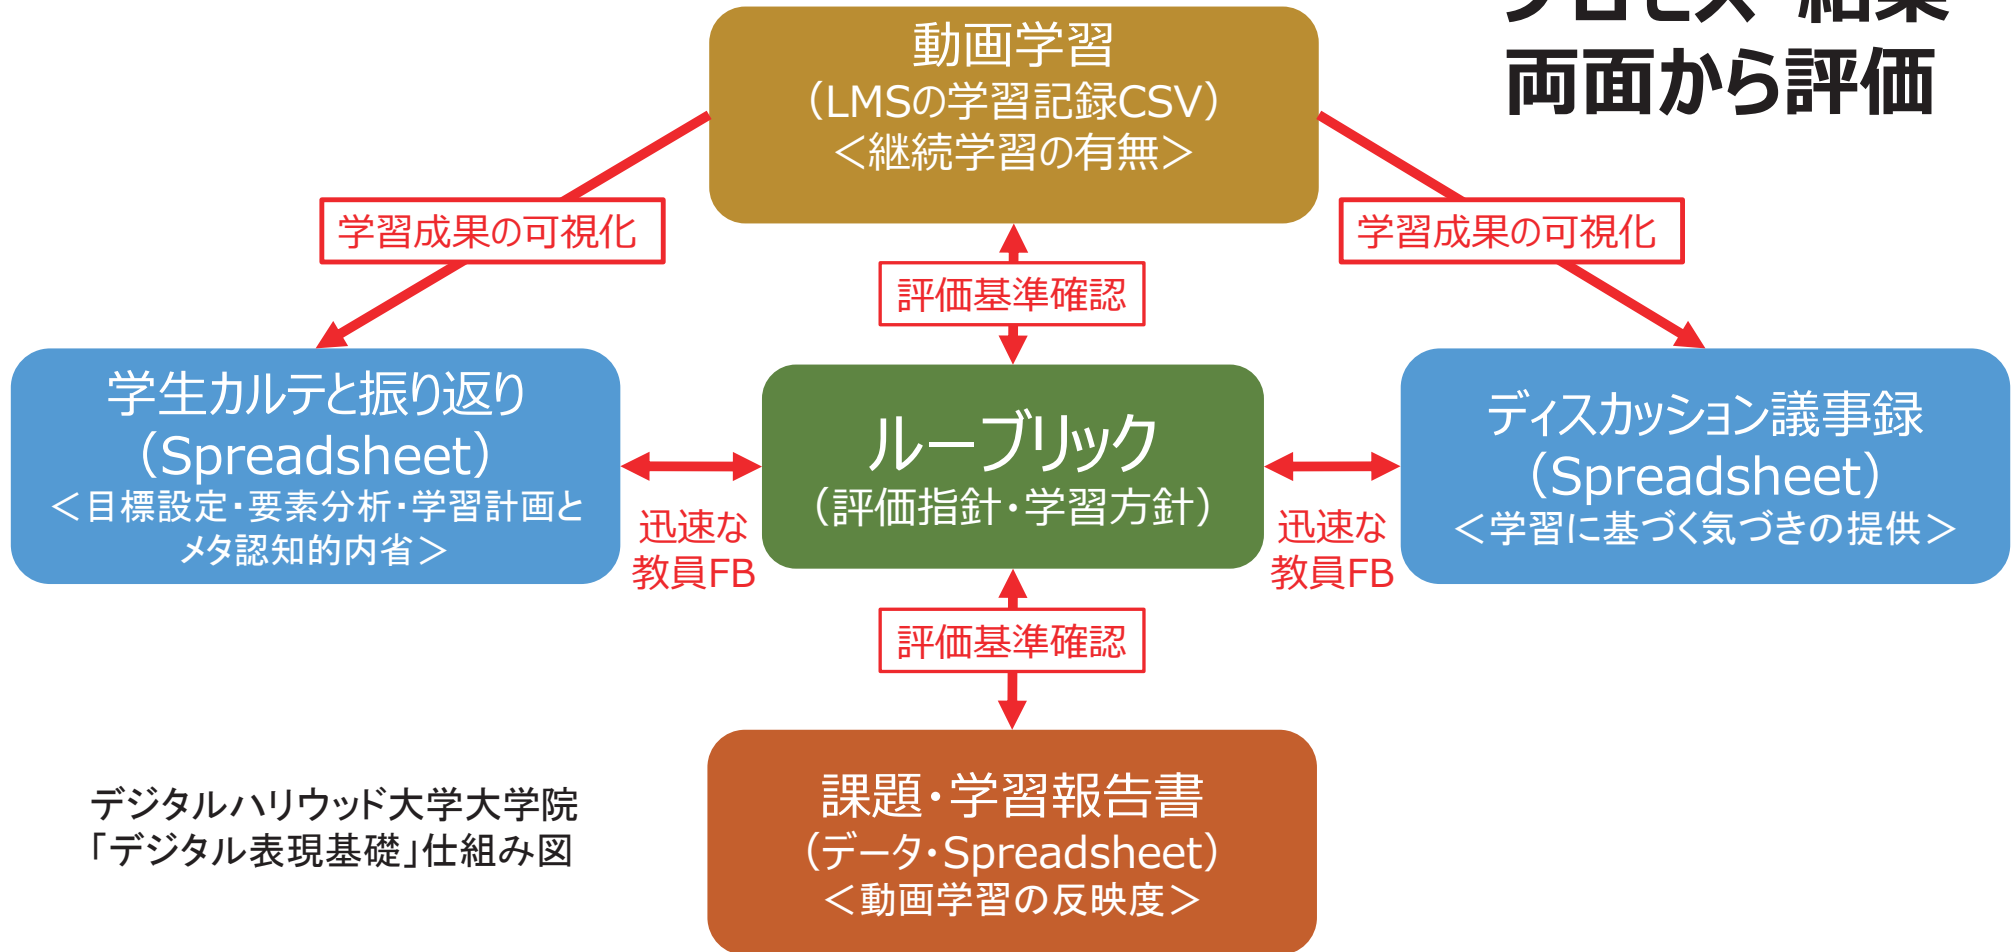 プロセス・結果
両面から評価
動画学習
（LMSの学習記録CSV）
＜継続学習の有無＞
学習成果の可視化
学習成果の可視化
評価基準確認
学生カルテと振り返り
（Spreadsheet）
＜目標設定・要素分析・学習計画と
メタ認知的内省＞
ルーブリック
（評価指針・学習方針）
ディスカッション議事録
（Spreadsheet）
＜学習に基づく気づきの提供＞
迅速な
教員FB
迅速な
教員FB
評価基準確認
課題・学習報告書
（データ・Spreadsheet）
＜動画学習の反映度＞
デジタルハリウッド大学大学院
「デジタル表現基礎」仕組み図